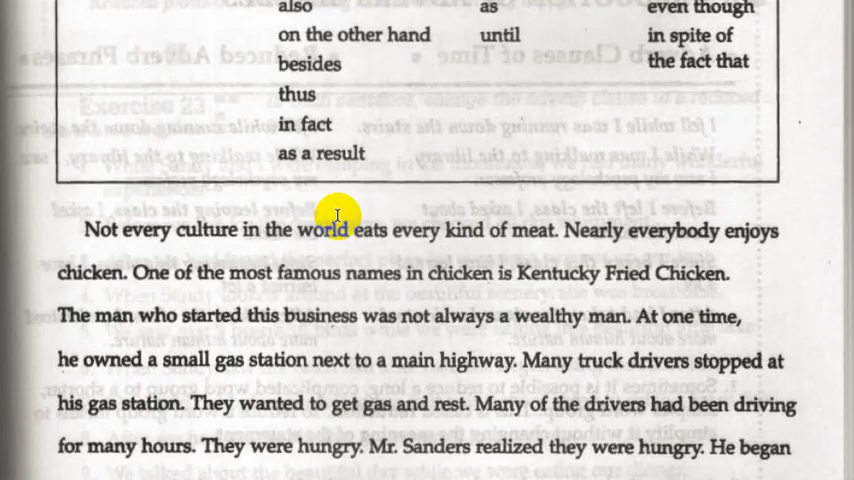 also as even though
on the other hand until in spite of
besides the fact that
thus
in fact
as a result
Not every culture in the world eats every kind of meat. Nearly everybody enjoys
chicken. One of the most famous names in chicken is Kentucky Fried Chicken.
The man who started this business was not always a wealthy man. At one time,
he owned a small gas station next to a main highway. Many truck drivers stopped at
his gas station. They wanted to get gas and rest. Many of the drivers had been driving
for many hours. They were hungry. Mr. Sanders realized they were hungry. He began